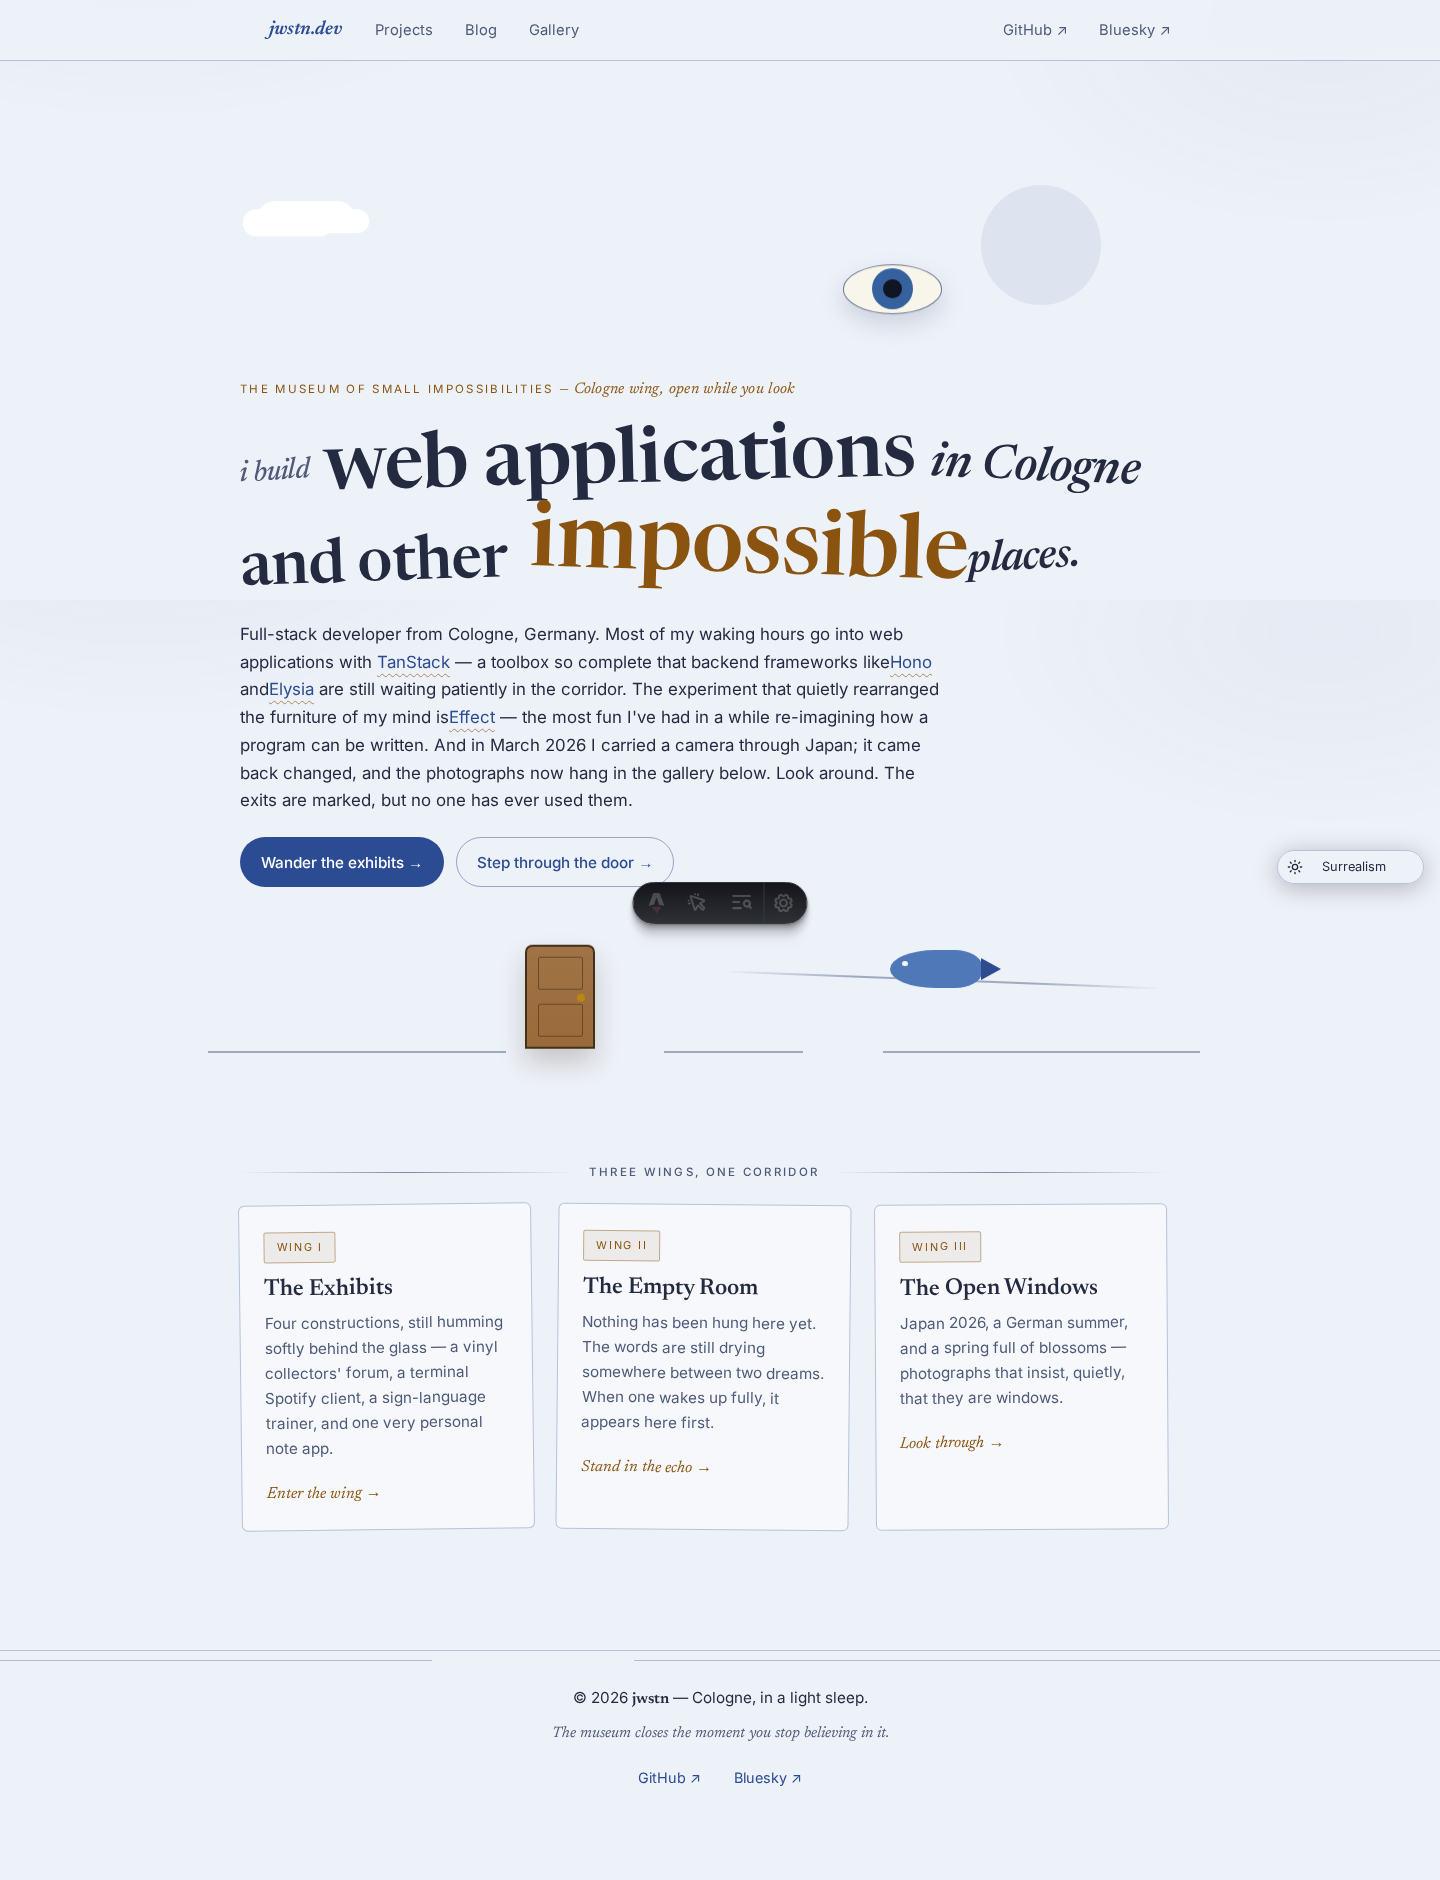 jwstn.dev Projects Blog Gallery GitHub ↗ Bluesky ↗
THE MUSEUM OF SMALL IMPOSSIBILITIES — Cologne wing, open while you look
i build web applications in Cologne
and other impossible places.
Full-stack developer from Cologne, Germany. Most of my waking hours go into web
applications with TanStack — a toolbox so complete that backend frameworks likeHono
andElysia are still waiting patiently in the corridor. The experiment that quietly rearranged
the furniture of my mind isEffect — the most fun I've had in a while re-imagining how a
program can be written. And in March 2026 I carried a camera through Japan; it came
back changed, and the photographs now hang in the gallery below. Look around. The
exits are marked, but no one has ever used them.
Wander the exhibits → Step through the door →
Surrealism
THREE WINGS, ONE CORRIDOR
WING I
The Exhibits
Four constructions, still humming
softly behind the glass — a vinyl
collectors' forum, a terminal
Spotify client, a sign-language
trainer, and one very personal
note app.
Enter the wing →
WING II
The Empty Room
Nothing has been hung here yet.
The words are still drying
somewhere between two dreams.
When one wakes up fully, it
appears here first.
Stand in the echo →
WING III
The Open Windows
Japan 2026, a German summer,
and a spring full of blossoms —
photographs that insist, quietly,
that they are windows.
Look through →
© 2026 jwstn — Cologne, in a light sleep.
The museum closes the moment you stop believing in it.
GitHub ↗ Bluesky ↗